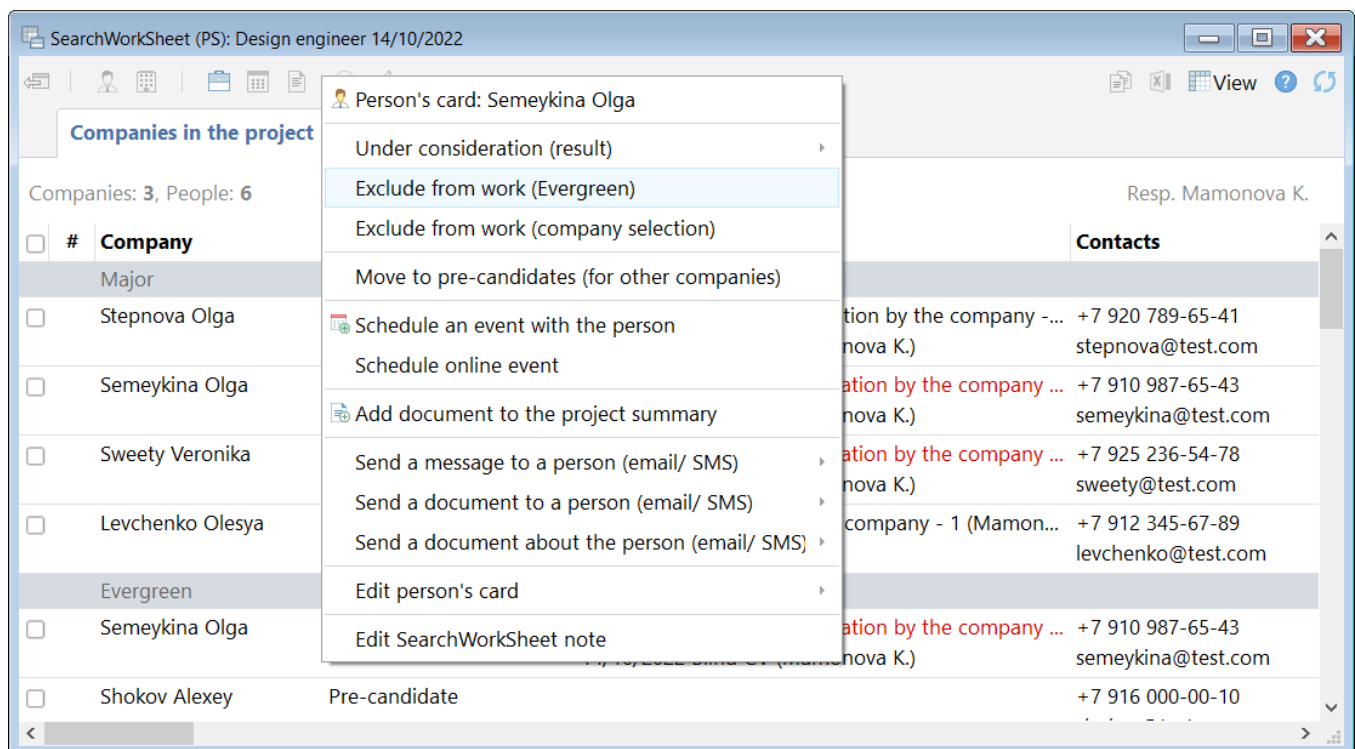 SearchWorkSheet (PS): Design engineer 14/10/2022
View
Person's card: Semeykina Olga
Companies in the project
Under consideration (result)
Exclude from work (Evergreen)
Companies: 3, People: 6
Resp. Mamonova K.
Exclude from work (company selection)
# Company
Contacts
Major
Move to pre-candidates (for other companies)
Stepnova Olga
Schedule an event with the person
tion by the company -... +7 920 789-65-41
nova K.) stepnova@test.com
Schedule online event
Semeykina Olga
ation by the company ... +7 910 987-65-43
Add document to the project summary
nova K.) semeykina@test.com
Sweety Veronika
Send a message to a person (email/ SMS)
ation by the company ... +7 925 236-54-78
nova K.) sweety@test.com
Send a document to a person (email/ SMS)
Levchenko Olesya
company - 1 (Mamon... +7 912 345-67-89
Send a document about the person (email/ SMS)
levchenko@test.com
Evergreen
Edit person's card
Semeykina Olga
Edit SearchWorkSheet note
ation by the company ... +7 910 987-65-43
14/10/2022 Blind CV (Mamonova K.) semeykina@test.com
Shokov Alexey Pre-candidate +7 916 000-00-10